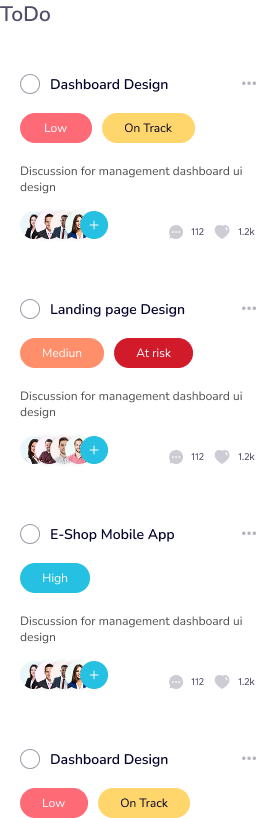 ToDo
Dashboard Design
Low
On Track
Discussion for management dashboard ui
design
112
1.2k
Landing page Design
Mediun
At risk
Discussion for management dashboard ui
design
112
1.2k
E-Shop Mobile App
High
Discussion for management dashboard ui
design
112
1.2k
Dashboard Design
Low
On Track